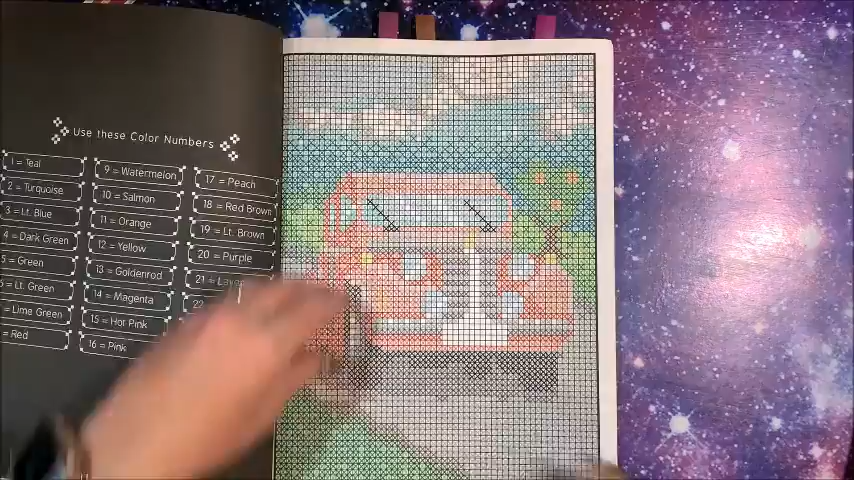 Use these Color Numbers
1 = Teal
2 = Turquoise
3 = Lt. Blue
4 = Dark Green
5 = Green
= Lt. Green
= Lime Green
= Red
9 = Watermelon
10 = Salmon
11 = Orange
12 = Yellow
13 = Goldenrod
14 = Magenta
15 = Hot Pink
16 = Pink
17 = Peach
18 = Red Brown
19 = Lt. Brown
20 = Purple
21 =
22